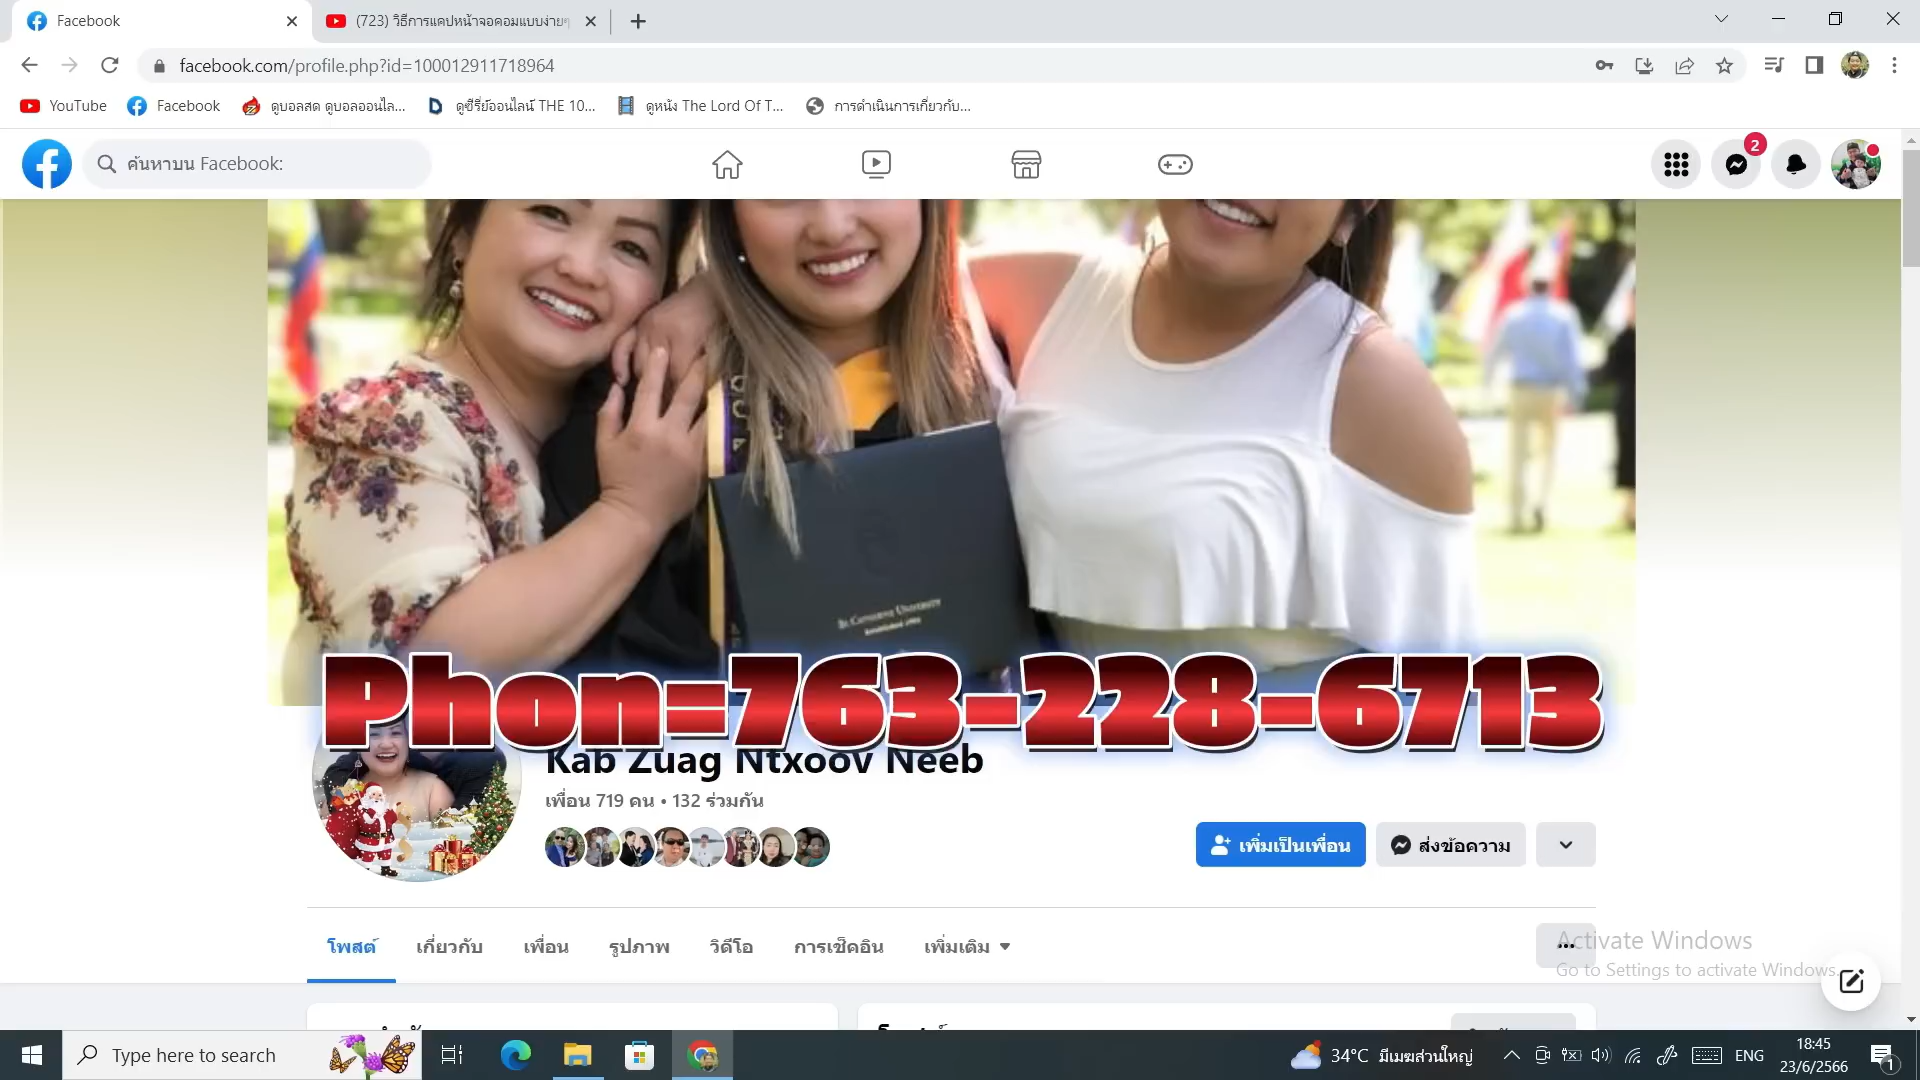 Facebook
(723) วิธีการแคปหน้าจอคอมแบบง่ายๆ
facebook.com/profile.php?id=100012911718964
YouTube
Facebook
ดูบอลสด ดูบอลออนไล...
ดูซีรี่ย์ออนไลน์ THE 10...
ดูหนัง The Lord Of T...
การดำเนินการเกี่ยวกับ...
ค้นหาบน Facebook:
2
St. Catherine University
Phon=763-228-6713
Kab Zuag Ntxoov Neeb
เพื่อน 719 คน • 132 ร่วมกัน
เพิ่มเป็นเพื่อน
ส่งข้อความ
โพสต์
เกี่ยวกับ
เพื่อน
รูปภาพ
วิดีโอ
การเช็คอิน
เพิ่มเติม
Activate Windows
Go to Settings to activate Windows.
Type here to search
34°C มีเมฆส่วนใหญ่
ENG
18:45
23/6/2566
1